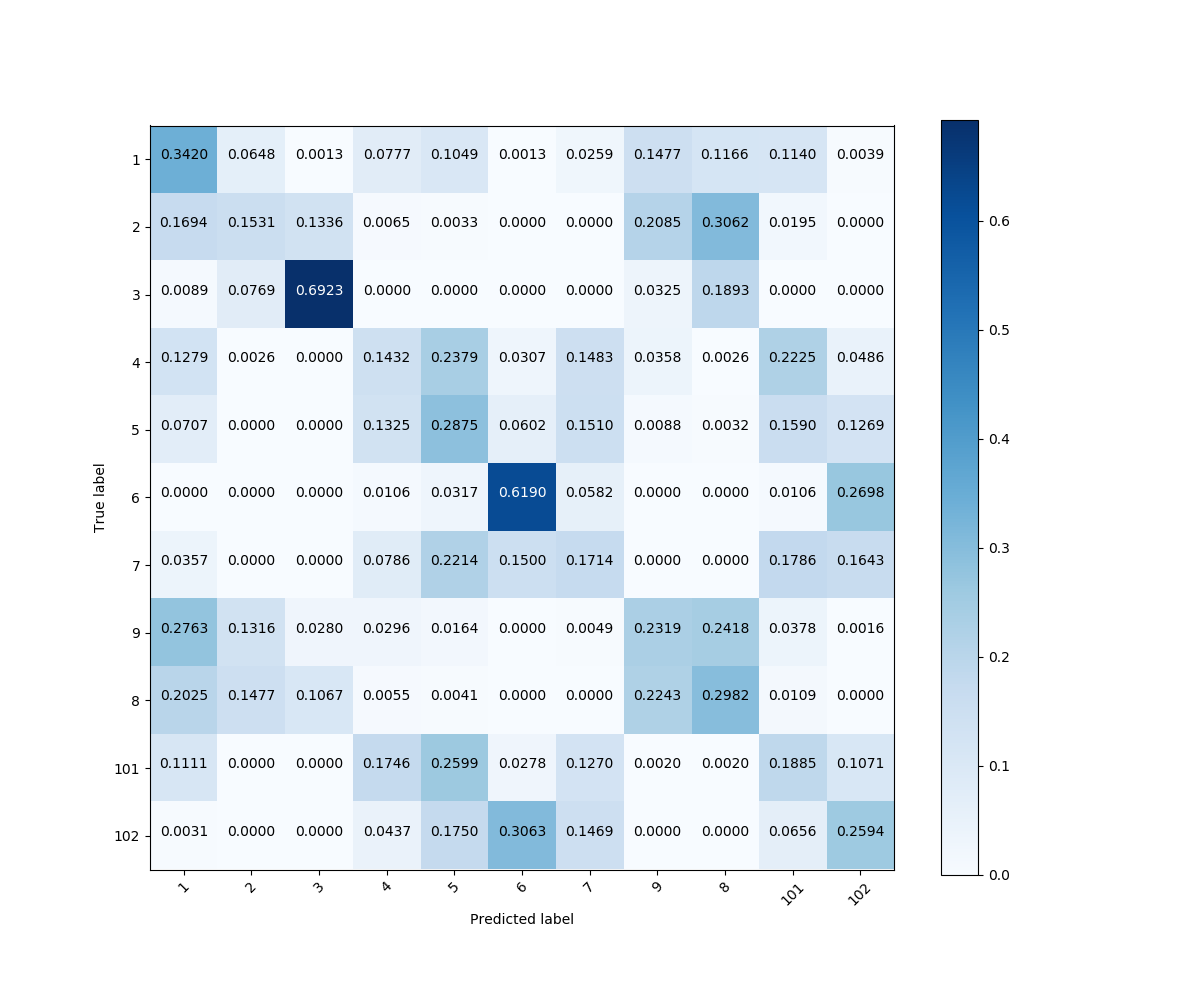 1 0.3420 0.0648 0.0013 0.0777 0.1049 0.0013 0.0259 0.1477 0.1166 0.1140 0.0039
2 0.1694 0.1531 0.1336 0.0065 0.0033 0.0000 0.0000 0.2085 0.3062 0.0195 0.0000
3 0.0089 0.0769 0.6923 0.0000 0.0000 0.0000 0.0000 0.0325 0.1893 0.0000 0.0000
4 0.1279 0.0026 0.0000 0.1432 0.2379 0.0307 0.1483 0.0358 0.0026 0.2225 0.0486
5 0.0707 0.0000 0.0000 0.1325 0.2875 0.0602 0.1510 0.0088 0.0032 0.1590 0.1269
6 0.0000 0.0000 0.0000 0.0106 0.0317 0.6190 0.0582 0.0000 0.0000 0.0106 0.2698
7 0.0357 0.0000 0.0000 0.0786 0.2214 0.1500 0.1714 0.0000 0.0000 0.1786 0.1643
9 0.2763 0.1316 0.0280 0.0296 0.0164 0.0000 0.0049 0.2319 0.2418 0.0378 0.0016
8 0.2025 0.1477 0.1067 0.0055 0.0041 0.0000 0.0000 0.2243 0.2982 0.0109 0.0000
101 0.1111 0.0000 0.0000 0.1746 0.2599 0.0278 0.1270 0.0020 0.0020 0.1885 0.1071
102 0.0031 0.0000 0.0000 0.0437 0.1750 0.3063 0.1469 0.0000 0.0000 0.0656 0.2594
1 2 3 4 5 6 7 9 8 101 102
Predicted label
True label
0.6
0.5
0.4
0.3
0.2
0.1
0.0